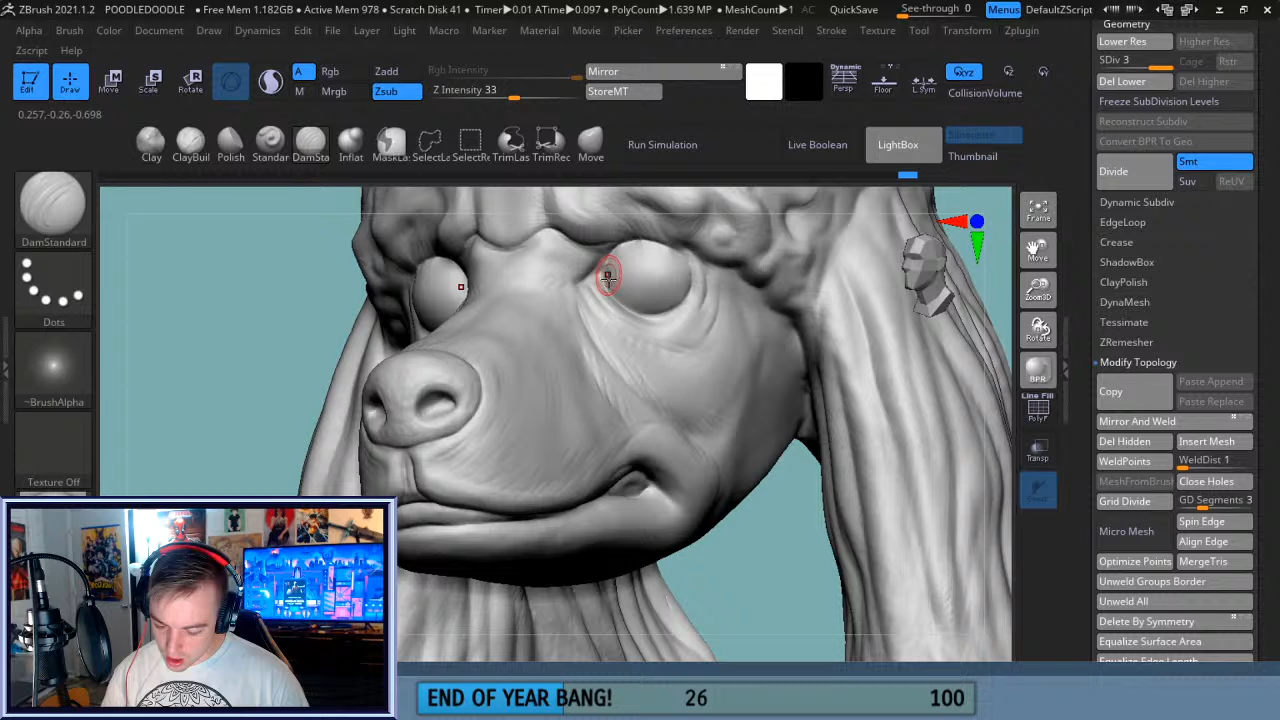 ZBrush 2021.1.2 POODLEDOODLE ● Free Mem 1.182GB ● Active Mem 978 ● Scratch Disk 41 ● Timer▶0.01 ATime▶0.097 ● PolyCount▶1.639 MP ● MeshCount▶1 AC QuickSave See-through 0 Menus DefaultZScript
Alpha Brush Color Document Draw Dynamics Edit File Layer Light Macro Marker Material Movie Picker Preferences Render Stencil Stroke Texture Tool Transform Zplugin
Zscript Help
Edit Draw Move Scale Rotate
A Rgb Zadd Rgb Intensity Mirror
M Mrgb Zsub Z Intensity 33 StoreMT
Dynamic Persp Floor L.Sym XYZ CollisionVolume
0.257,-0.26,-0.698
Clay ClayBuil Polish Standar DamSta Inflat MaskLa SelectLa SelectRe TrimLas TrimRec Move Run Simulation Live Boolean LightBox
Thumbnail
DamStandard
Dots
~BrushAlpha
Texture Off
Frame
Move
Zoom3D
Rotate
BPR
Line Fill
PolyF
Transp
Geometry
Lower Res Higher Res
SDiv 3 Cage Rstr
Del Lower Del Higher
Freeze SubDivision Levels
Reconstruct Subdiv
Convert BPR To Geo
Divide Smt
Suv ReUV
Dynamic Subdiv
EdgeLoop
Crease
ShadowBox
ClayPolish
DynaMesh
Tessimate
ZRemesher
Modify Topology
Copy Paste Append
Paste Replace
Mirror And Weld
Del Hidden Insert Mesh
WeldPoints WeldDist 1
MeshFromBrush Close Holes
Grid Divide GD Segments 3
Micro Mesh Spin Edge
Align Edge
Optimize Points MergeTris
Unweld Groups Border
Unweld All
Delete By Symmetry
Equalize Surface Area
END OF YEAR BANG! 26 100